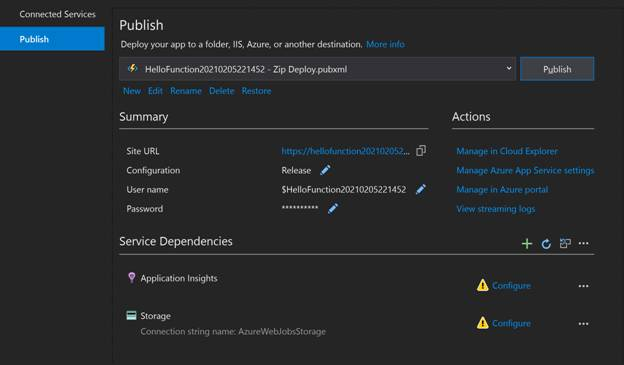 Connected Services
Publish
Publish
Deploy your app to a folder, IIS, Azure, or another destination. More info
HelloFunction20210205221452 - Zip Deploy.pubxml
Publish
New Edit Rename Delete Restore
Summary
Actions
Site URL https://hellofunction202102052...
Manage in Cloud Explorer
Configuration Release
Manage Azure App Service settings
User name $HelloFunction20210205221452
Manage in Azure portal
Password **********
View streaming logs
Service Dependencies
Application Insights
Configure
Storage
Configure
Connection string name: AzureWebJobsStorage